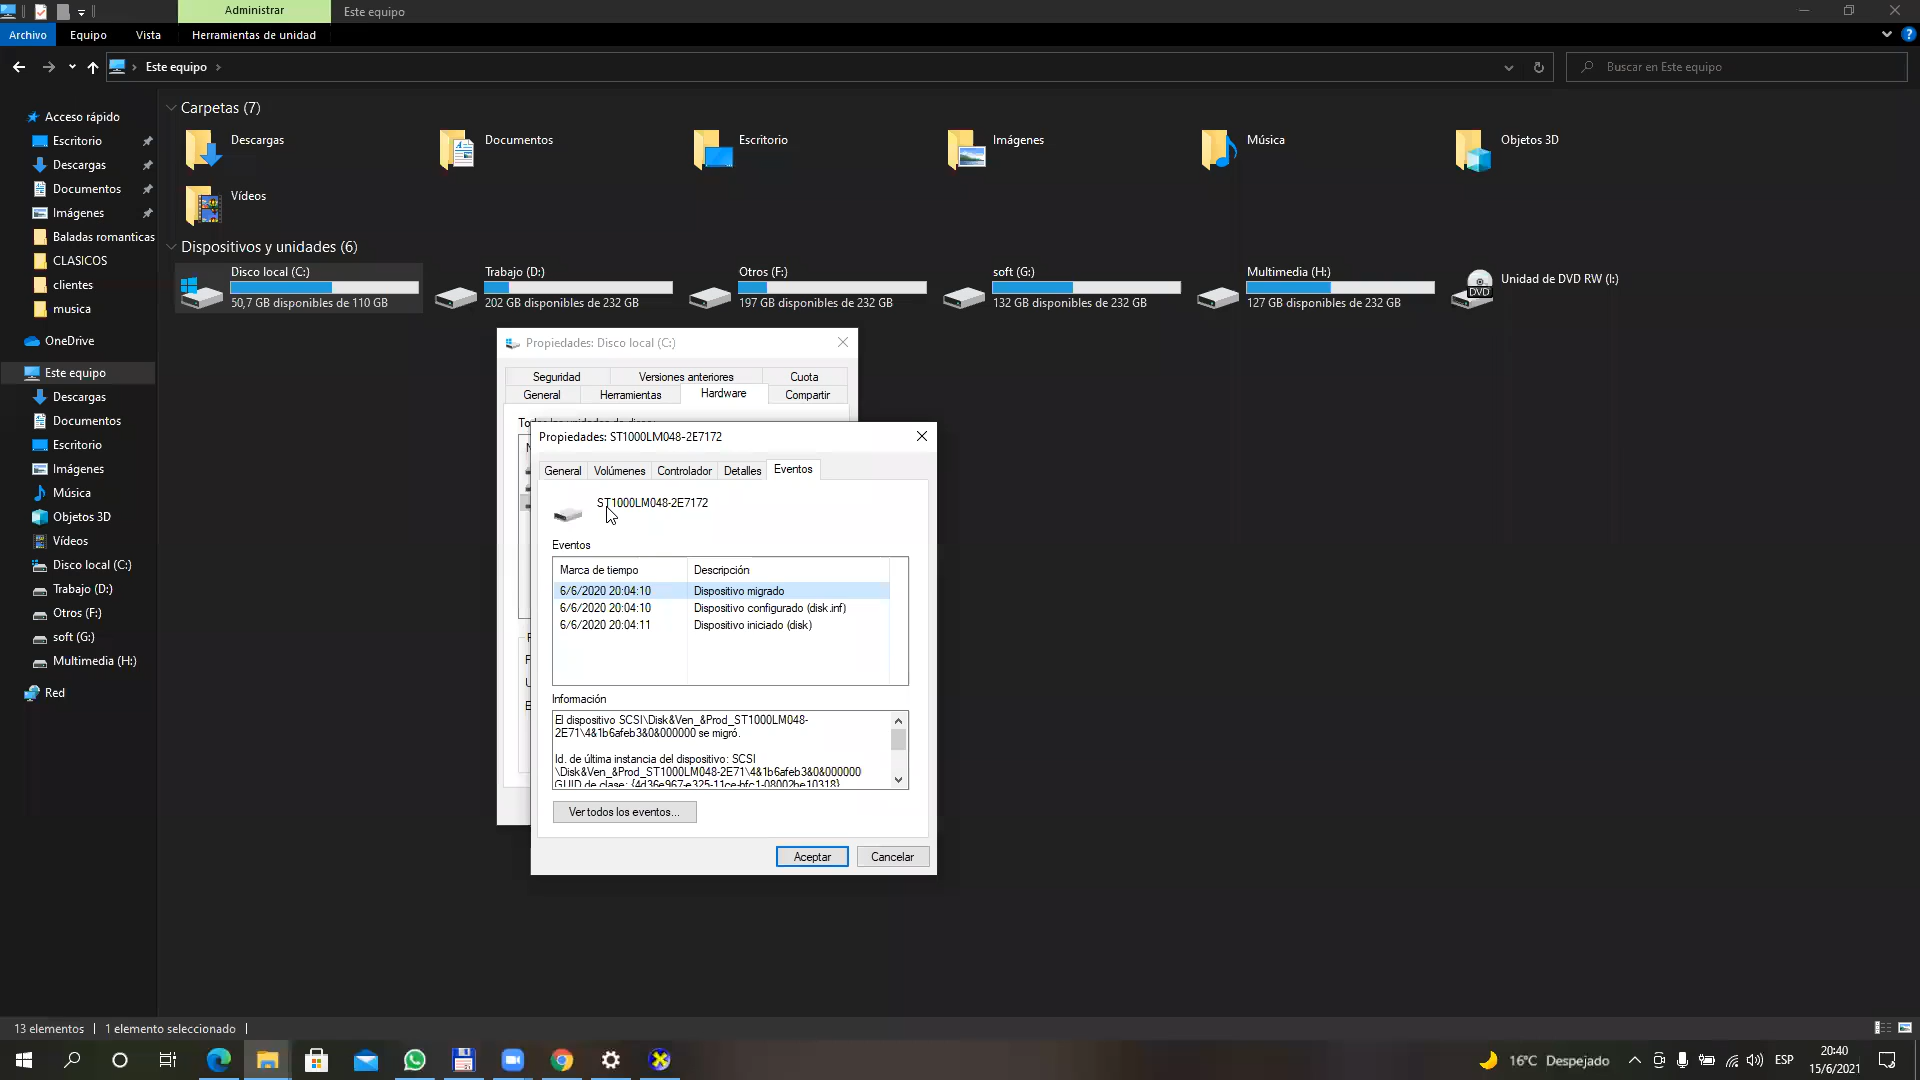 Administrar
Este equipo
Archivo
Equipo
Vista
Herramientas de unidad
Este equipo
Buscar en Este equipo
Acceso rápido
Escritorio
Descargas
Documentos
Imágenes
Baladas romanticas
CLASICOS
clientes
musica
OneDrive
Este equipo
Descargas
Documentos
Escritorio
Imágenes
Música
Objetos 3D
Vídeos
Disco local (C:)
Trabajo (D:)
Otros (F:)
soft (G:)
Multimedia (H:)
Red
Carpetas (7)
Descargas
Documentos
Escritorio
Imágenes
Música
Objetos 3D
Vídeos
Dispositivos y unidades (6)
Disco local (C:)
50,7 GB disponibles de 110 GB
Trabajo (D:)
202 GB disponibles de 232 GB
Otros (F:)
197 GB disponibles de 232 GB
soft (G:)
132 GB disponibles de 232 GB
Multimedia (H:)
127 GB disponibles de 232 GB
DVD
Unidad de DVD RW (I:)
Propiedades: Disco local (C:)
Seguridad
Versiones anteriores
Cuota
General
Herramientas
Hardware
Compartir
Propiedades: ST1000LM048-2E7172
General
Volúmenes
Controlador
Detalles
Eventos
ST1000LM048-2E7172
Eventos
Marca de tiempo
Descripción
6/6/2020 20:04:10
Dispositivo migrado
6/6/2020 20:04:10
Dispositivo configurado (disk.inf)
6/6/2020 20:04:11
Dispositivo iniciado (disk)
Información
El dispositivo SCSI\Disk&Ven_&Prod_ST1000LM048-
2E71\4&1b6afeb3&0&000000 se migró.
Id. de última instancia del dispositivo: SCSI
\Disk&Ven_&Prod_ST1000LM048-2E71\4&1b6afeb3&0&000000
GUID de clase: {4d36e967-e325-11ce-bfc1-08002be10318}
Ver todos los eventos...
Aceptar
Cancelar
13 elementos
1 elemento seleccionado
16°C Despejado
ESP
20:40
15/6/2021